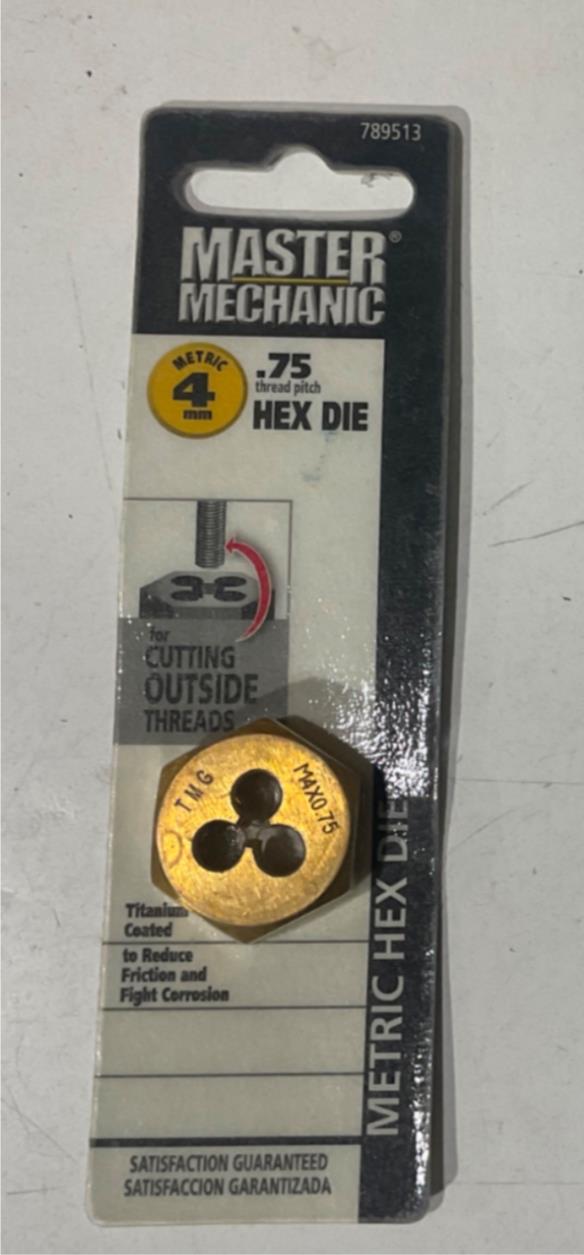 789513
MASTER®
MECHANIC
METRIC
4
mm
.75
thread pitch
HEX DIE
for
CUTTING
OUTSIDE
THREADS
TMG
M4X0.75
Titanium
Coated
to Reduce
Friction and
Fight Corrosion
METRIC HEX DIE
SATISFACTION GUARANTEED
SATISFACCION GARANTIZADA